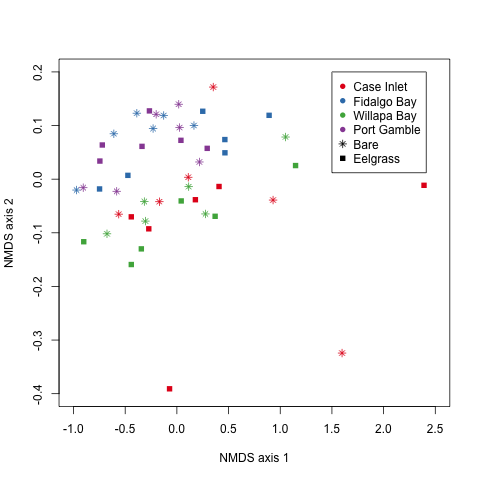 0.2
0.1
0.0
-0.1
-0.2
-0.3
-0.4
NMDS axis 2
Case Inlet
Fidalgo Bay
Willapa Bay
Port Gamble
Bare
Eelgrass
-1.0 -0.5 0.0 0.5 1.0 1.5 2.0 2.5
NMDS axis 1